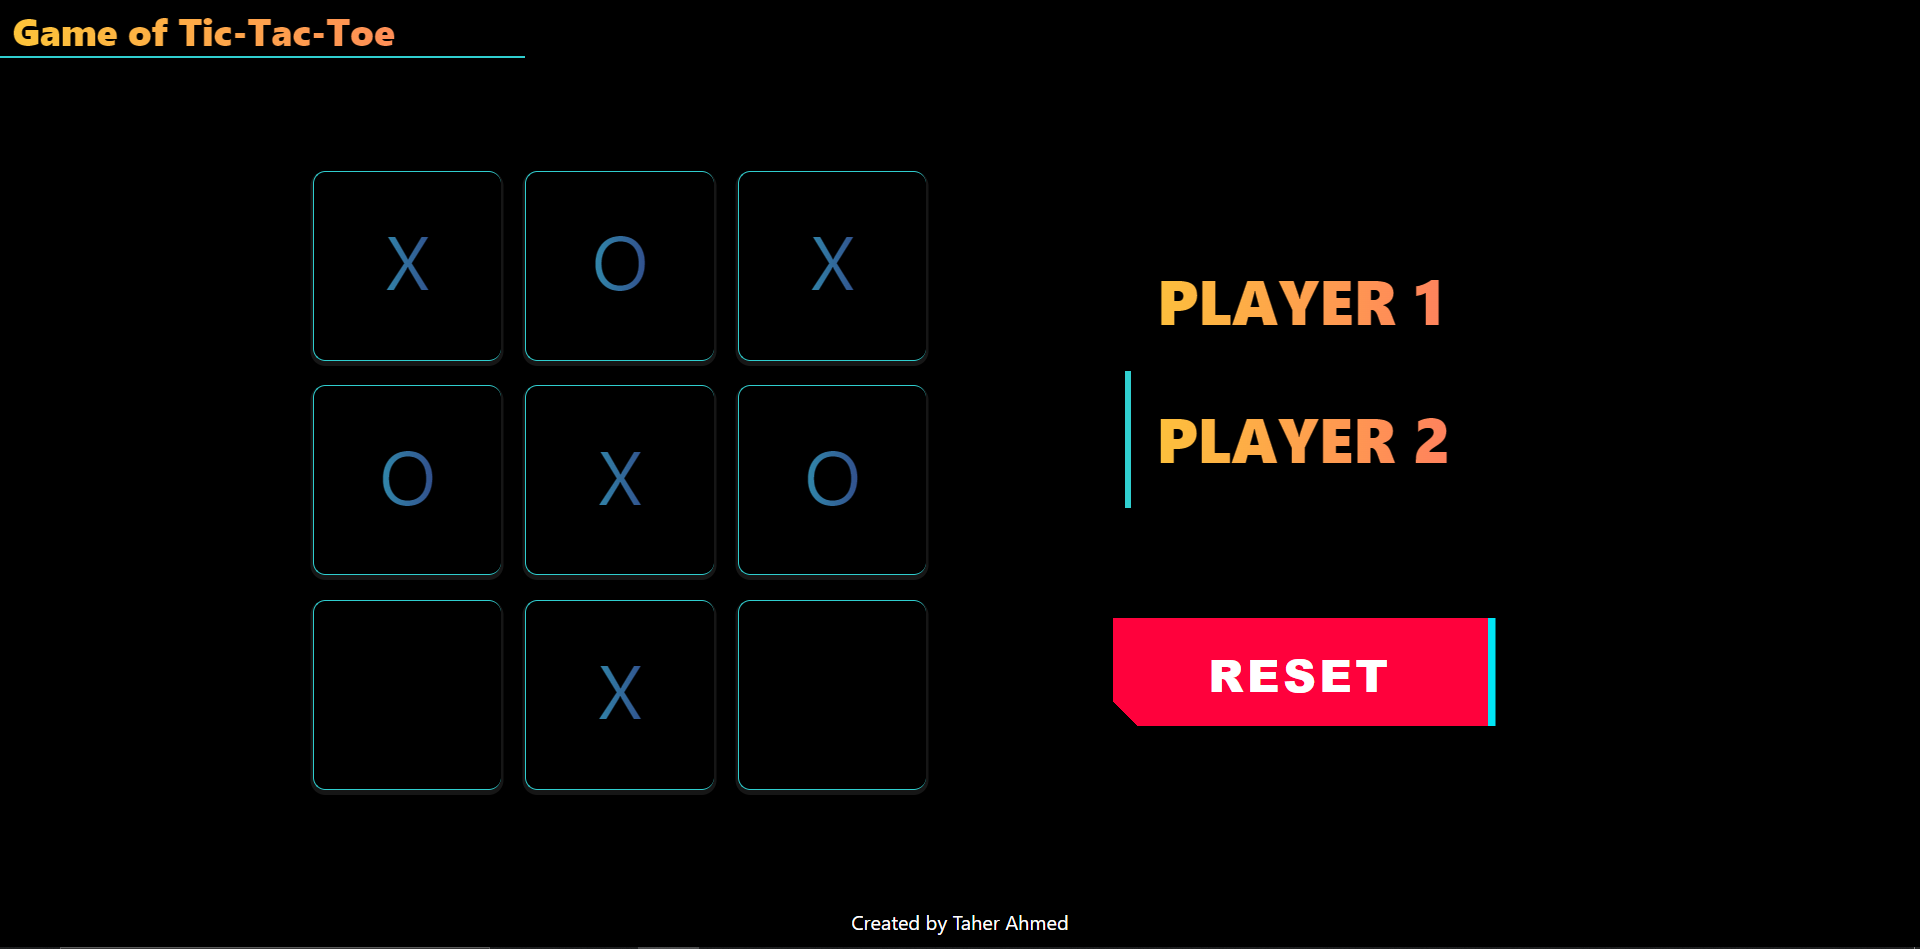 Game of Tic-Tac-Toe
X O X
PLAYER 1
PLAYER 2
O X O
X
RESET
Created by Taher Ahmed